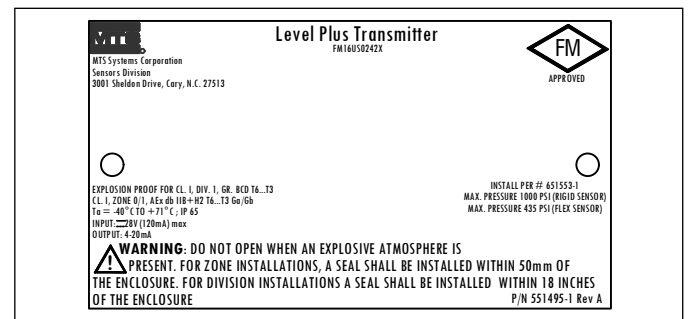 MTS
Level Plus Transmitter
FM16US0242X
MTS Systems Corporation
Sensors Division
3001 Sheldon Drive, Cary, N.C. 27513
FM
APPROVED
EXPLOSION PROOF FOR CL. I, DIV. 1, GR. BCD T6...T3
CL. I, ZONE 0/1, AEx db IIB+H2 T6...T3 Ga/Gb
Ta = -40°C TO +71°C ; IP 65
INPUT:⎓28V (120mA) max
OUTPUT: 4-20mA
INSTALL PER # 651553-1
MAX. PRESSURE 1000 PSI (RIGID SENSOR)
MAX. PRESSURE 435 PSI (FLEX SENSOR)
WARNING: DO NOT OPEN WHEN AN EXPLOSIVE ATMOSPHERE IS
PRESENT. FOR ZONE INSTALLATIONS, A SEAL SHALL BE INSTALLED WITHIN 50mm OF
THE ENCLOSURE. FOR DIVISION INSTALLATIONS A SEAL SHALL BE INSTALLED WITHIN 18 INCHES
OF THE ENCLOSURE
P/N 551495-1 Rev A